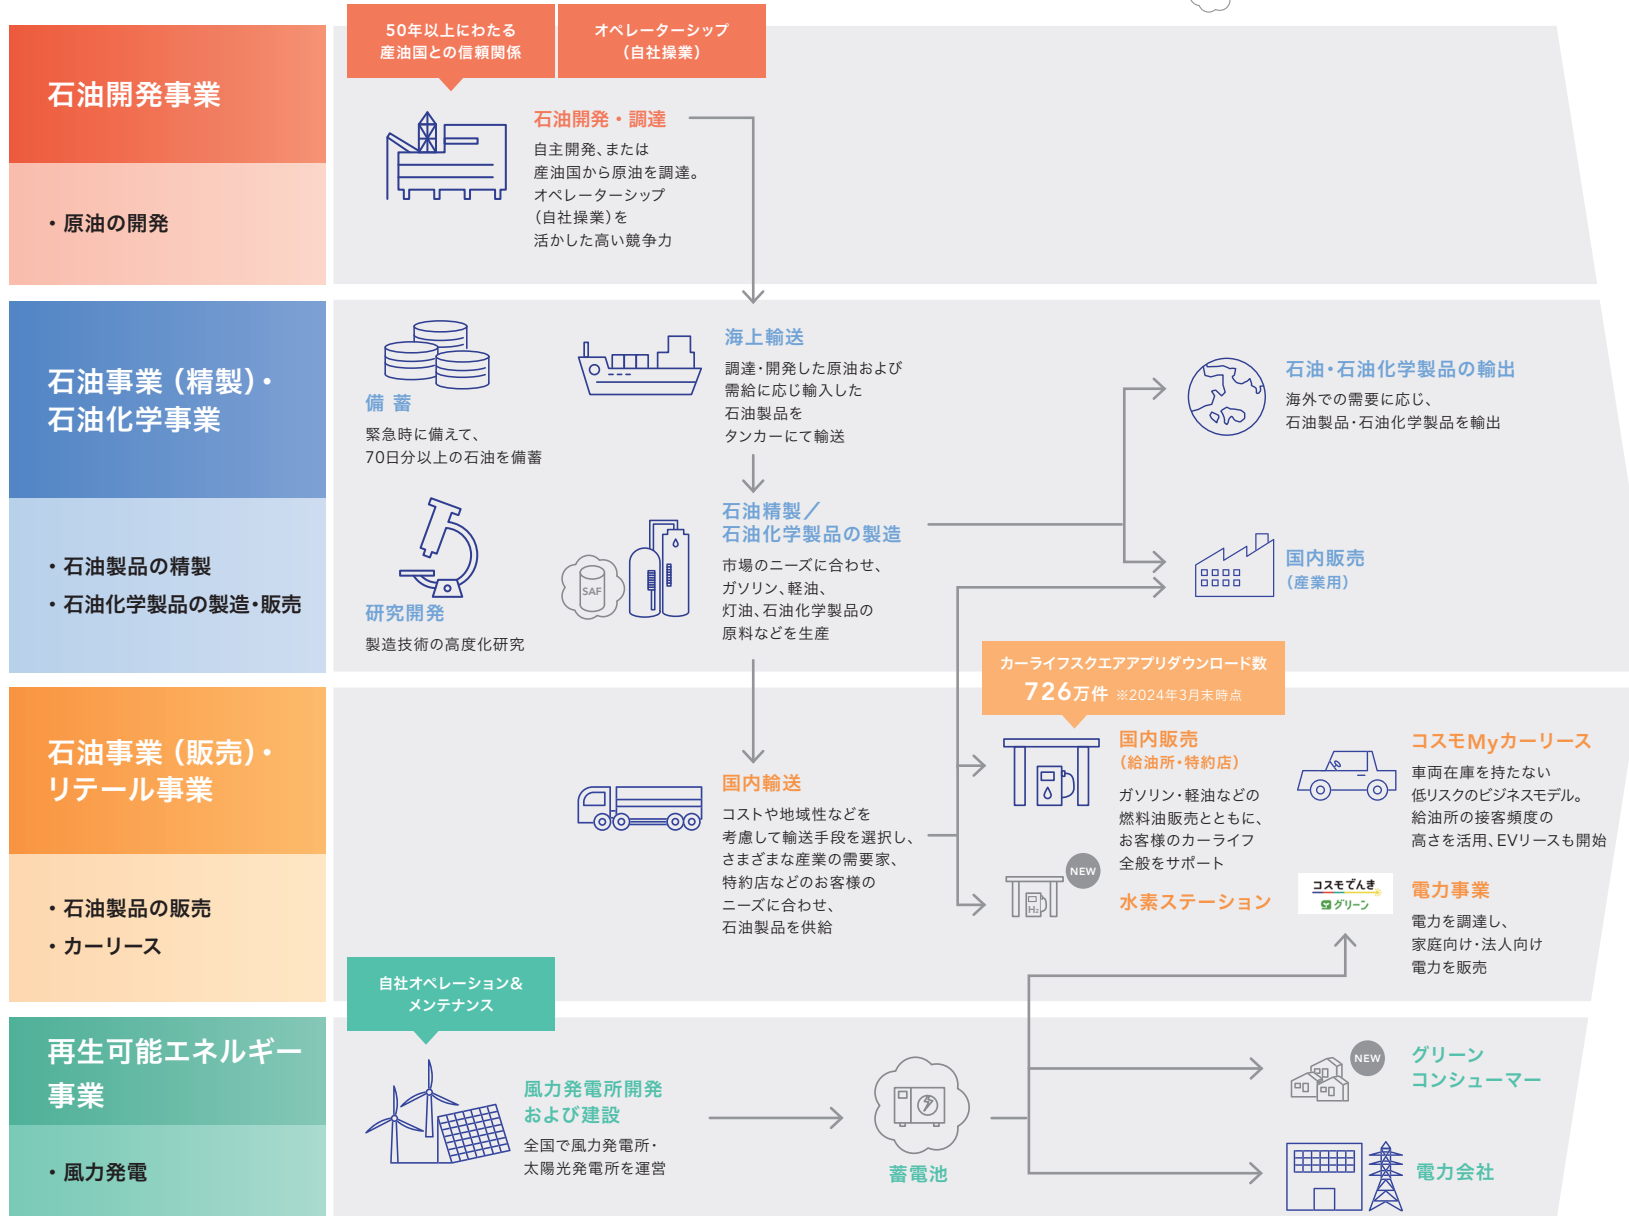 50年以上にわたる
産油国との信頼関係
オペレーターシップ
（自社操業）
石油開発事業
・原油の開発
石油開発・調達
自主開発、または
産油国から原油を調達。
オペレーターシップ
（自社操業）を
活かした高い競争力
石油事業（精製）・
石油化学事業
・石油製品の精製
・石油化学製品の製造・販売
備 蓄
緊急時に備えて、
70日分以上の石油を備蓄
研究開発
製造技術の高度化研究
海上輸送
調達・開発した原油および
需給に応じ輸入した
石油製品を
タンカーにて輸送
SAF
石油精製／
石油化学製品の製造
市場のニーズに合わせ、
ガソリン、軽油、
灯油、石油化学製品の
原料などを生産
石油・石油化学製品の輸出
海外での需要に応じ、
石油製品・石油化学製品を輸出
国内販売
（産業用）
石油事業（販売）・
リテール事業
・石油製品の販売
・カーリース
国内輸送
コストや地域性などを
考慮して輸送手段を選択し、
さまざまな産業の需要家、
特約店などのお客様の
ニーズに合わせ、
石油製品を供給
カーライフスクエアアプリダウンロード数
726万件 ※2024年3月末時点
国内販売
（給油所・特約店）
ガソリン・軽油などの
燃料油販売とともに、
お客様のカーライフ
全般をサポート
NEW
H₂
水素ステーション
コスモMyカーリース
車両在庫を持たない
低リスクのビジネスモデル。
給油所の接客頻度の
高さを活用、EVリースも開始
コスモでんき
グリーン
電力事業
電力を調達し、
家庭向け・法人向け
電力を販売
再生可能エネルギー
事業
・風力発電
自社オペレーション＆
メンテナンス
風力発電所開発
および建設
全国で風力発電所・
太陽光発電所を運営
蓄電池
NEW
グリーン
コンシューマー
電力会社